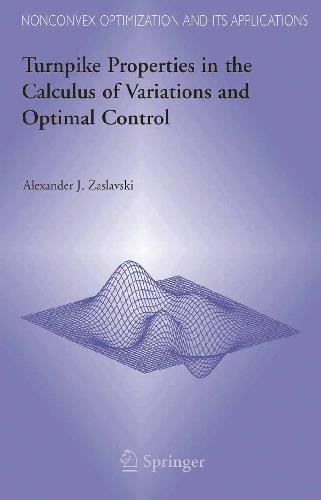 NONCONVEX OPTIMIZATION AND ITS APPLICATIONS
Turnpike Properties in the
Calculus of Variations and
Optimal Control
Alexander J. Zaslavski
Springer